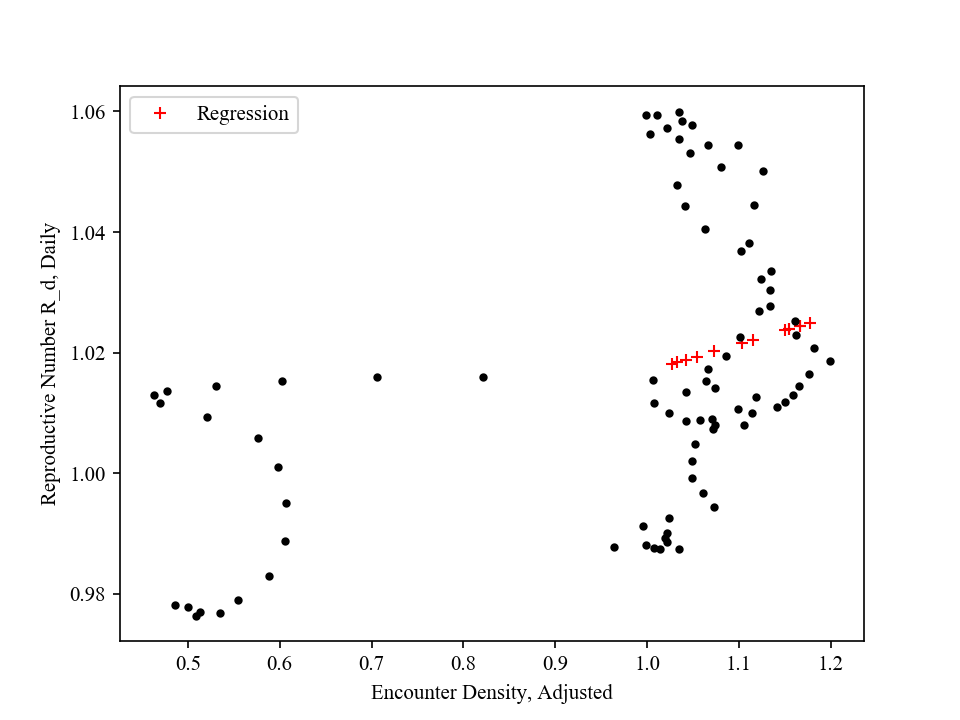 Regression
1.06
1.04
1.02
1.00
0.98
Reproductive Number R_d, Daily
0.5 0.6 0.7 0.8 0.9 1.0 1.1 1.2
Encounter Density, Adjusted